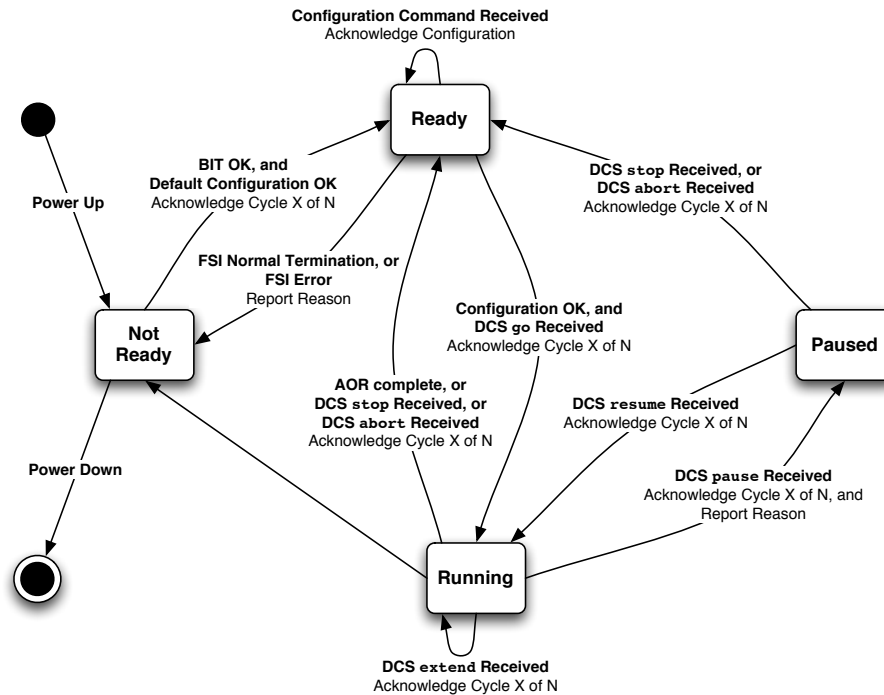 Configuration Command Received
Acknowledge Configuration
Ready
BIT OK, and
Default Configuration OK
Acknowledge Cycle X of N
DCS stop Received, or
DCS abort Received
Acknowledge Cycle X of N
Power Up
FSI Normal Termination, or
FSI Error
Report Reason
Configuration OK, and
DCS go Received
Acknowledge Cycle X of N
Not
Ready
Paused
AOR complete, or
DCS stop Received, or
DCS abort Received
Acknowledge Cycle X of N
DCS resume Received
Acknowledge Cycle X of N
Power Down
DCS pause Received
Acknowledge Cycle X of N, and
Report Reason
Running
DCS extend Received
Acknowledge Cycle X of N